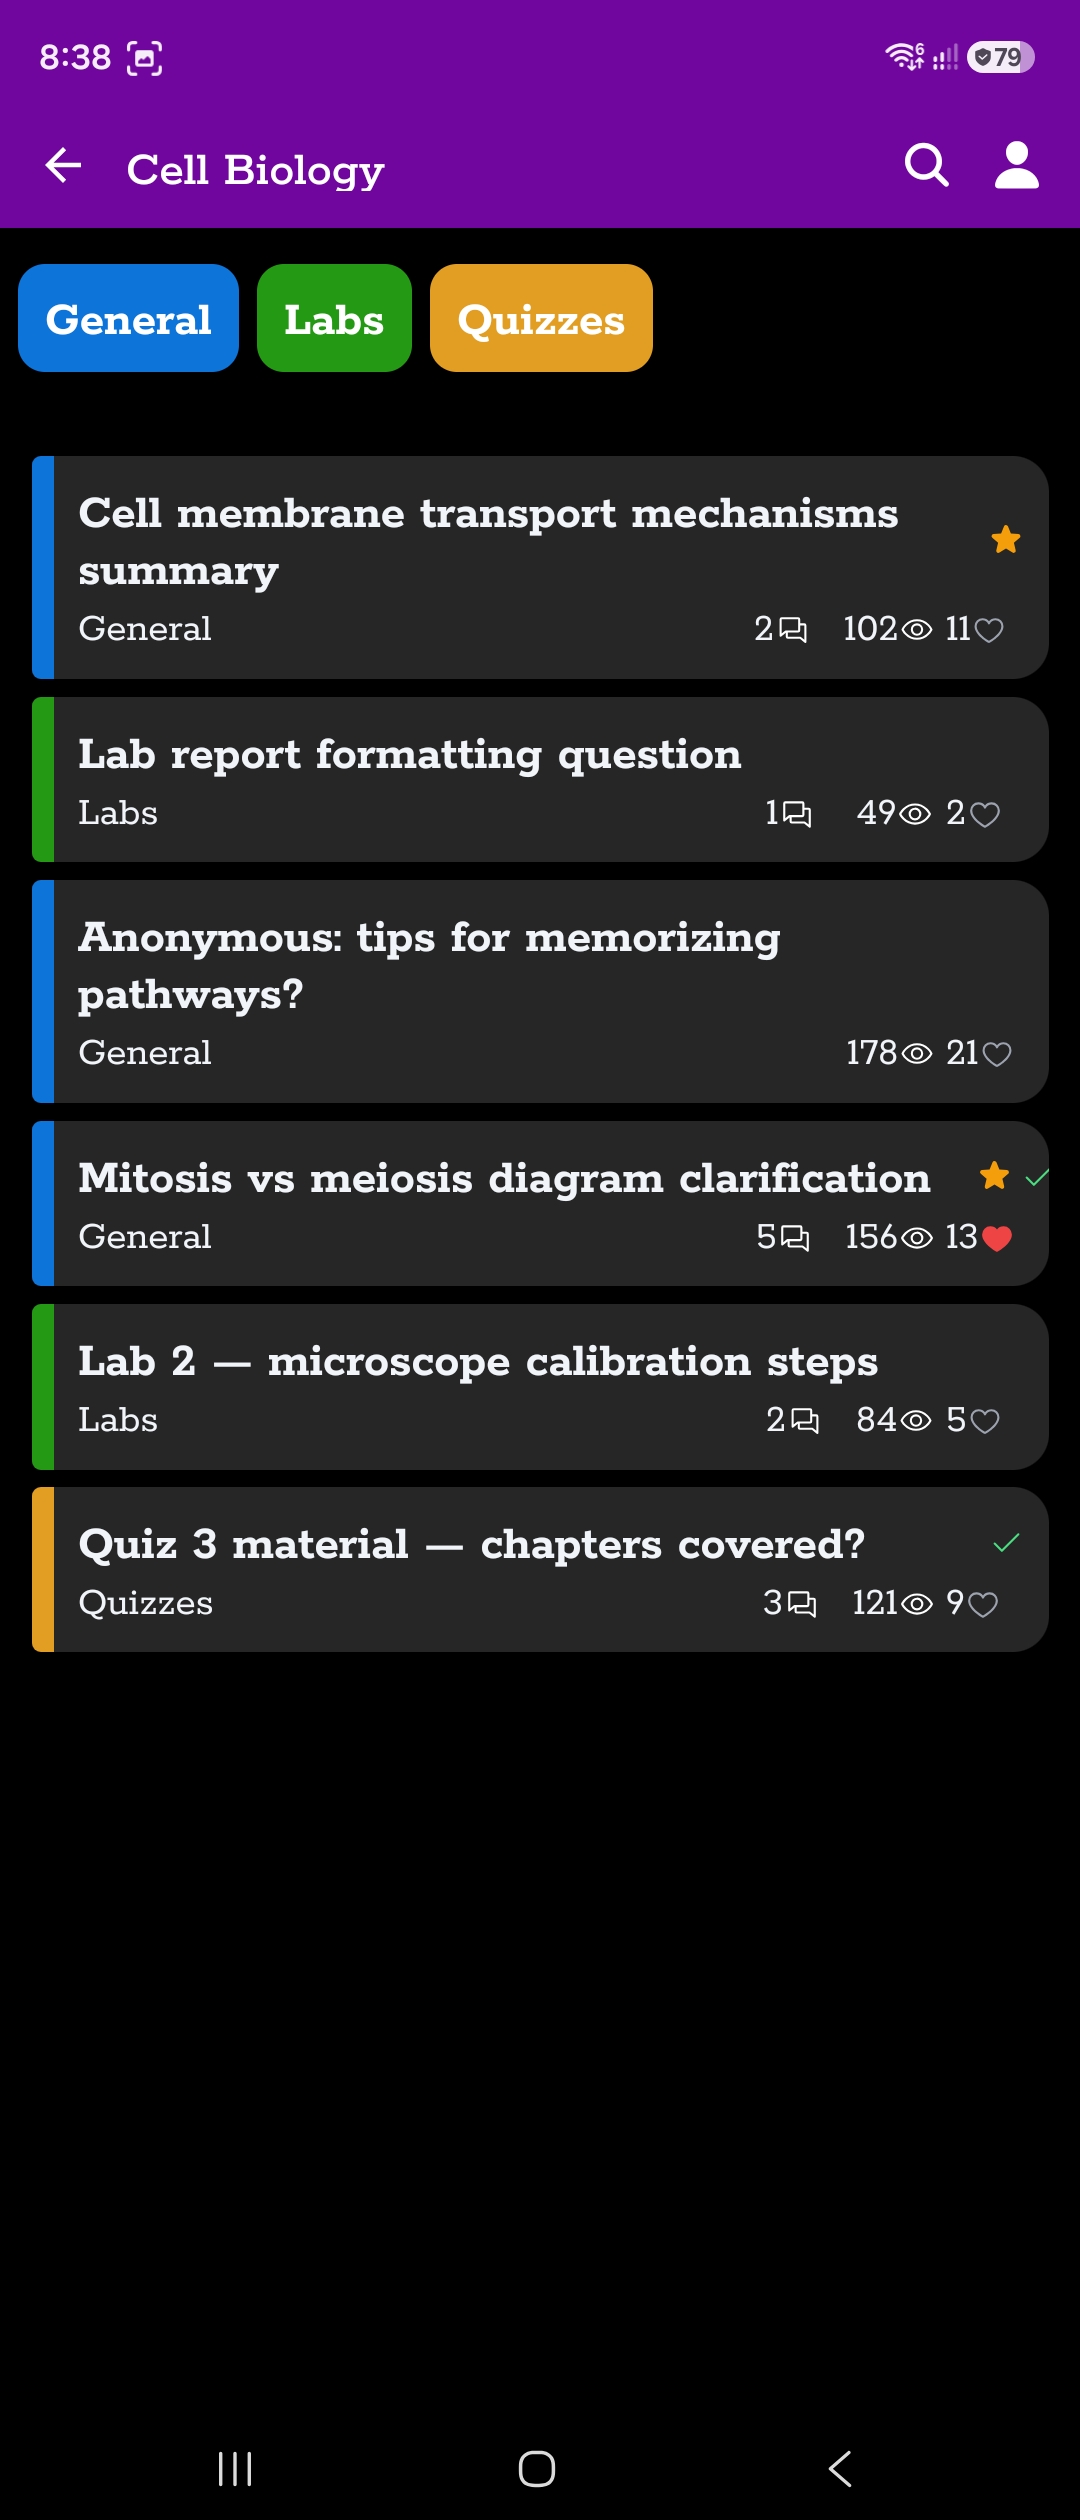 8:38 6 79
Cell Biology
General Labs Quizzes
Cell membrane transport mechanisms
summary
General 2 102 11
Lab report formatting question
Labs 1 49 2
Anonymous: tips for memorizing
pathways?
General 178 21
Mitosis vs meiosis diagram clarification
General 5 156 13
Lab 2 — microscope calibration steps
Labs 2 84 5
Quiz 3 material — chapters covered?
Quizzes 3 121 9